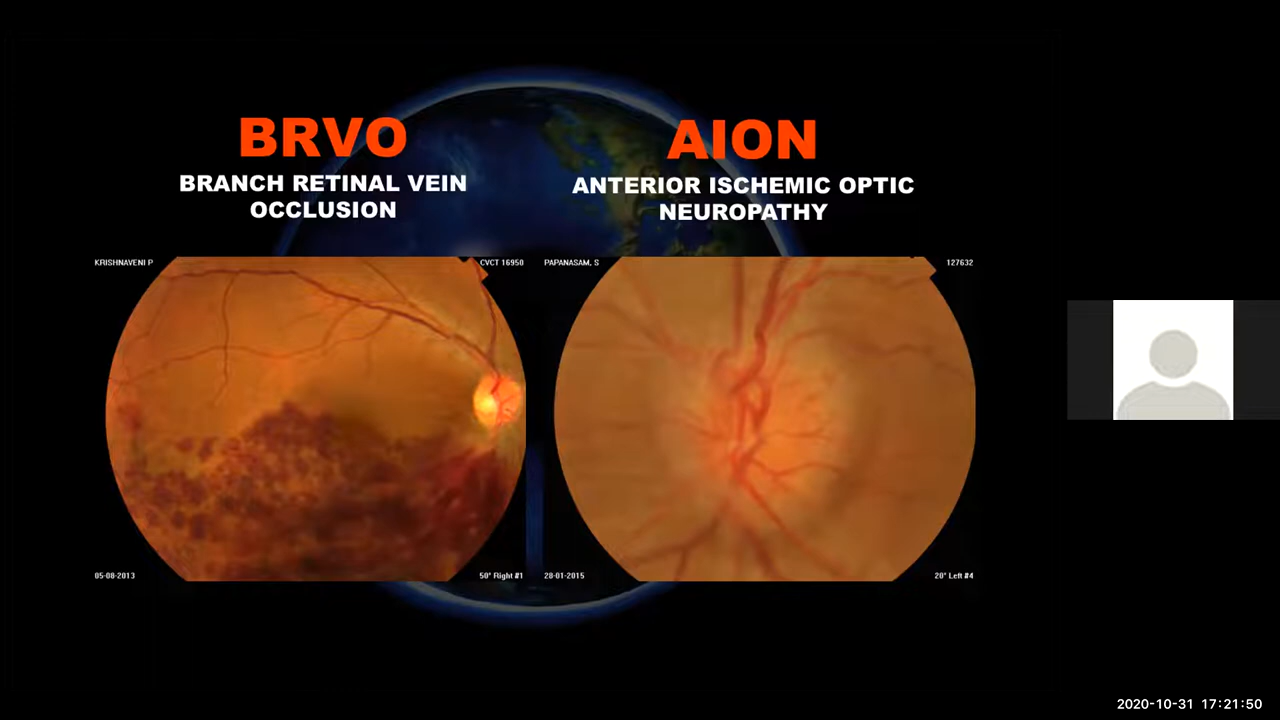 BRVO
BRANCH RETINAL VEIN
OCCLUSION
AION
ANTERIOR ISCHEMIC OPTIC
NEUROPATHY
KRISHNAVENI P
CVCT 16950
PAPANASAM, S
127632
05-08-2013
50° Right #1
28-01-2015
20° Left #4
2020-10-31 17:21:50